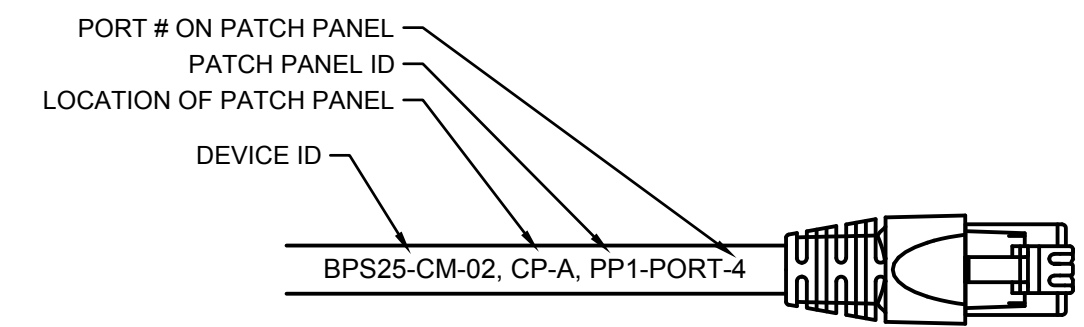 PORT # ON PATCH PANEL
PATCH PANEL ID
LOCATION OF PATCH PANEL
DEVICE ID
BPS25-CM-02, CP-A, PP1-PORT-4